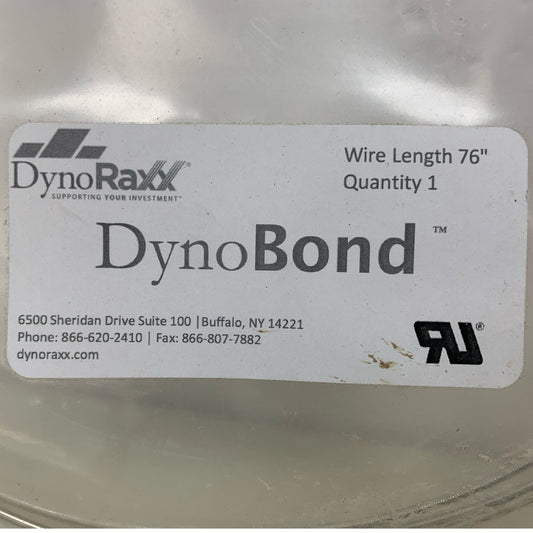 DynoRaxx®
SUPPORTING YOUR INVESTMENT™
Wire Length 76"
Quantity 1
DynoBond™
6500 Sheridan Drive Suite 100 |Buffalo, NY 14221
Phone: 866-620-2410 | Fax: 866-807-7882
dynoraxx.com
RU®